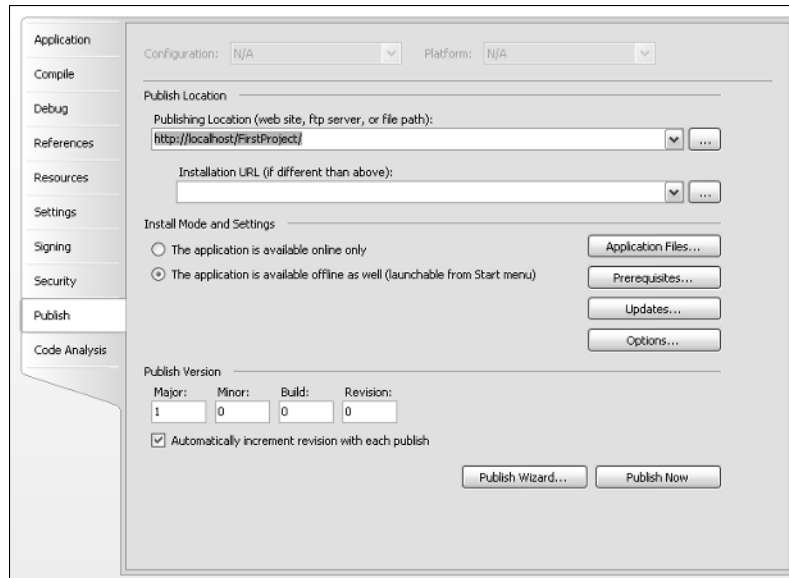 Application
Compile
Debug
References
Resources
Settings
Signing
Security
Publish
Code Analysis
Configuration: N/A Platform: N/A
Publish Location
Publishing Location (web site, ftp server, or file path):
http://localhost/FirstProject/
...
Installation URL (if different than above):
...
Install Mode and Settings
The application is available online only
The application is available offline as well (launchable from Start menu)
Application Files...
Prerequisites...
Updates...
Options...
Publish Version
Major: Minor: Build: Revision:
1 0 0 0
Automatically increment revision with each publish
Publish Wizard... Publish Now